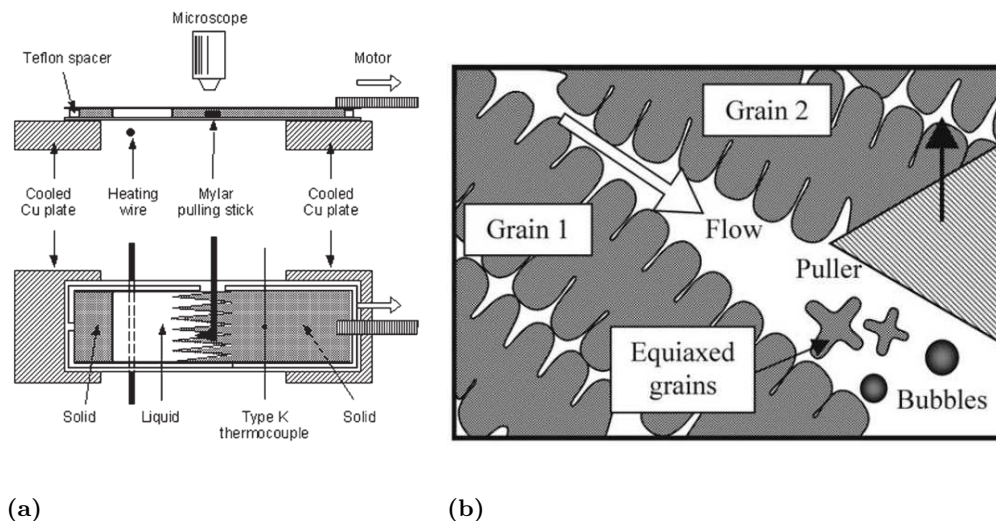 Microscope
Teflon spacer
Motor
Cooled
Cu plate
Heating
wire
Mylar
pulling stick
Cooled
Cu plate
Solid
Liquid
Type K
thermocouple
Solid
Grain 2
Grain 1
Flow
Puller
Equiaxed
grains
Bubbles
(a)
(b)